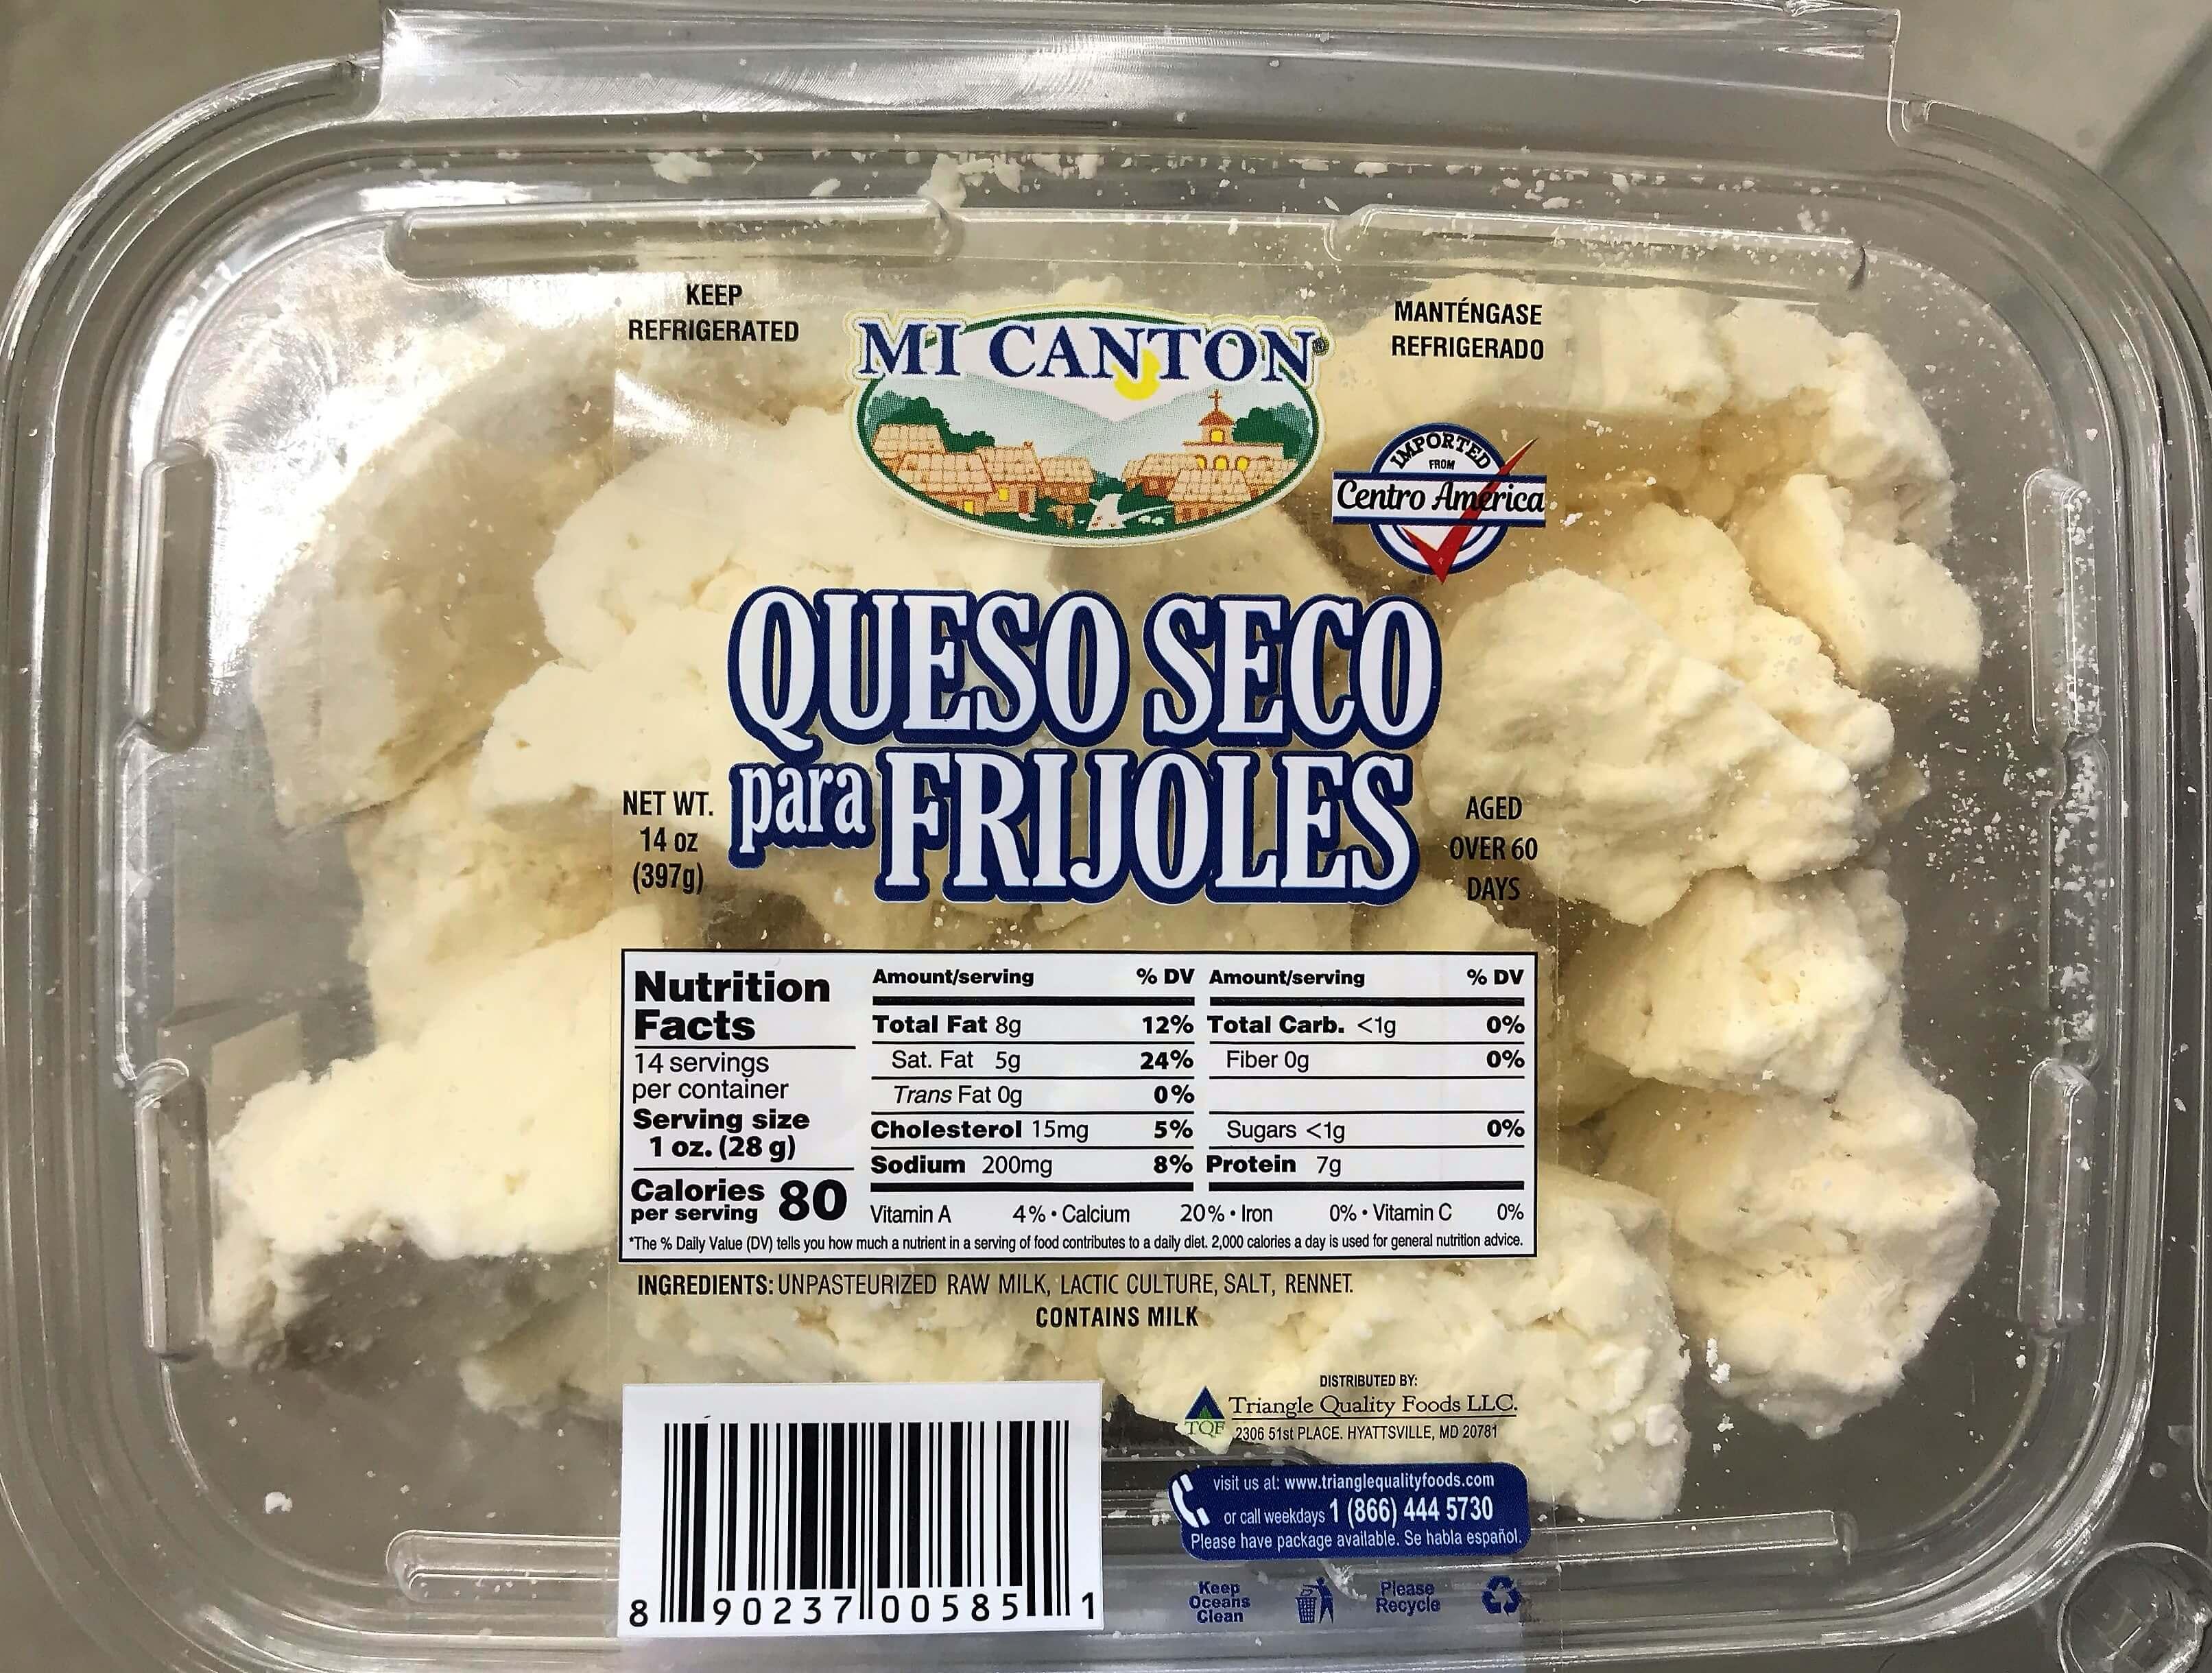 KEEP
REFRIGERATED
MI CANTON®
MANTÉNGASE
REFRIGERADO
IMPORTED
FROM
Centro América
QUESO SECO
para FRIJOLES
NET WT.
14 oz
(397g)
AGED
OVER 60
DAYS
Nutrition
Facts
14 servings
per container
Serving size
1 oz. (28 g)
Calories
per serving 80
Amount/serving % DV Amount/serving % DV
Total Fat 8g 12% Total Carb. <1g 0%
Sat. Fat 5g 24% Fiber 0g 0%
Trans Fat 0g 0%
Cholesterol 15mg 5% Sugars <1g 0%
Sodium 200mg 8% Protein 7g
Vitamin A 4% • Calcium 20% • Iron 0% • Vitamin C 0%
*The % Daily Value (DV) tells you how much a nutrient in a serving of food contributes to a daily diet. 2,000 calories a day is used for general nutrition advice.
INGREDIENTS: UNPASTEURIZED RAW MILK, LACTIC CULTURE, SALT, RENNET.
CONTAINS MILK
DISTRIBUTED BY:
Triangle Quality Foods LLC.
TQF
2306 51st PLACE. HYATTSVILLE, MD 20781
visit us at: www.trianglequalityfoods.com
or call weekdays 1 (866) 444 5730
Please have package available. Se habla español.
8 90237 00585 1
Keep
Oceans
Clean
Please
Recycle